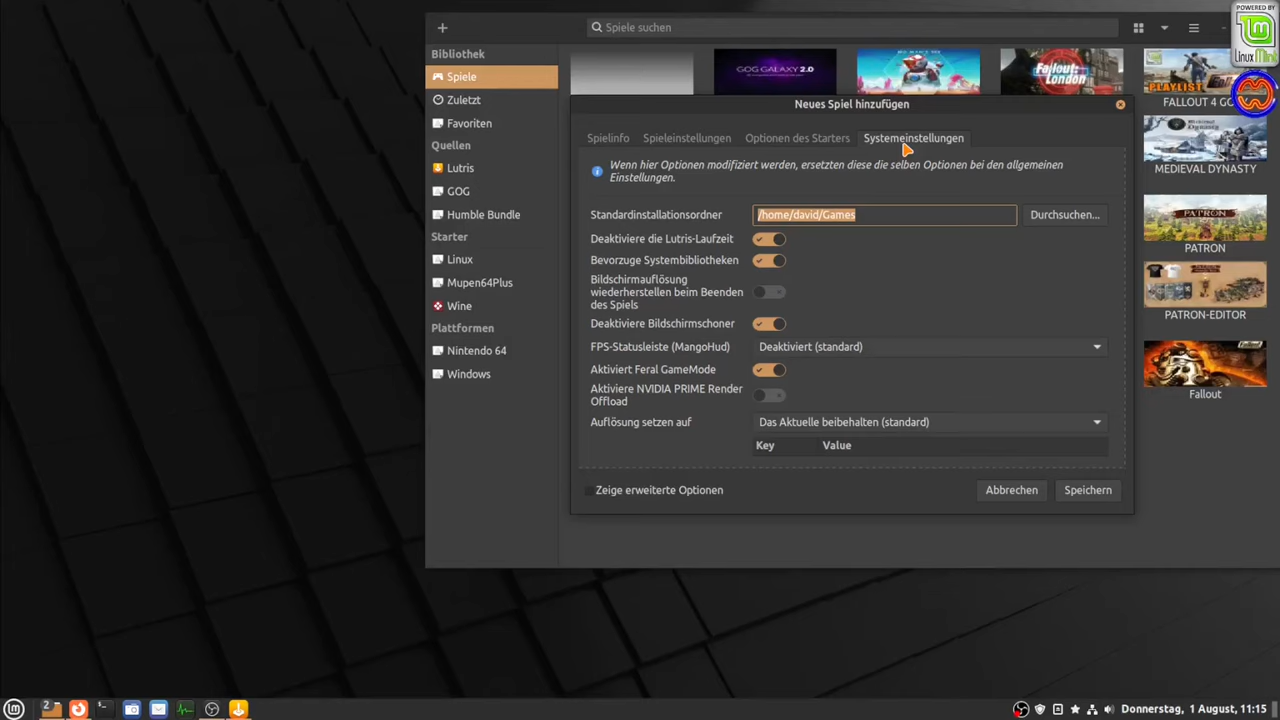 Spiele suchen
POWERED BY
Linux Mint
Bibliothek
Spiele
Zuletzt
Favoriten
Quellen
Lutris
GOG
Humble Bundle
Starter
Linux
Mupen64Plus
Wine
Plattformen
Nintendo 64
Windows
GOG GALAXY 2.0
Fallout:
LONDON
PLAYLIST
FALLOUT 4 GO
MEDIEVAL DYNASTY
PATRON
PATRON
PATRON-EDITOR
Fallout
Fallout
Neues Spiel hinzufügen
Spielinfo
Spieleinstellungen
Optionen des Starters
Systemeinstellungen
Wenn hier Optionen modifiziert werden, ersetzten diese die selben Optionen bei den allgemeinen
Einstellungen.
Standardinstallationsordner
/home/david/Games
Durchsuchen...
Deaktiviere die Lutris-Laufzeit
Bevorzuge Systembibliotheken
Bildschirmauflösung
wiederherstellen beim Beenden
des Spiels
Deaktiviere Bildschirmschoner
FPS-Statusleiste (MangoHud)
Deaktiviert (standard)
Aktiviert Feral GameMode
Aktiviere NVIDIA PRIME Render
Offload
Auflösung setzen auf
Das Aktuelle beibehalten (standard)
Key
Value
Zeige erweiterte Optionen
Abbrechen
Speichern
Donnerstag, 1 August, 11:15